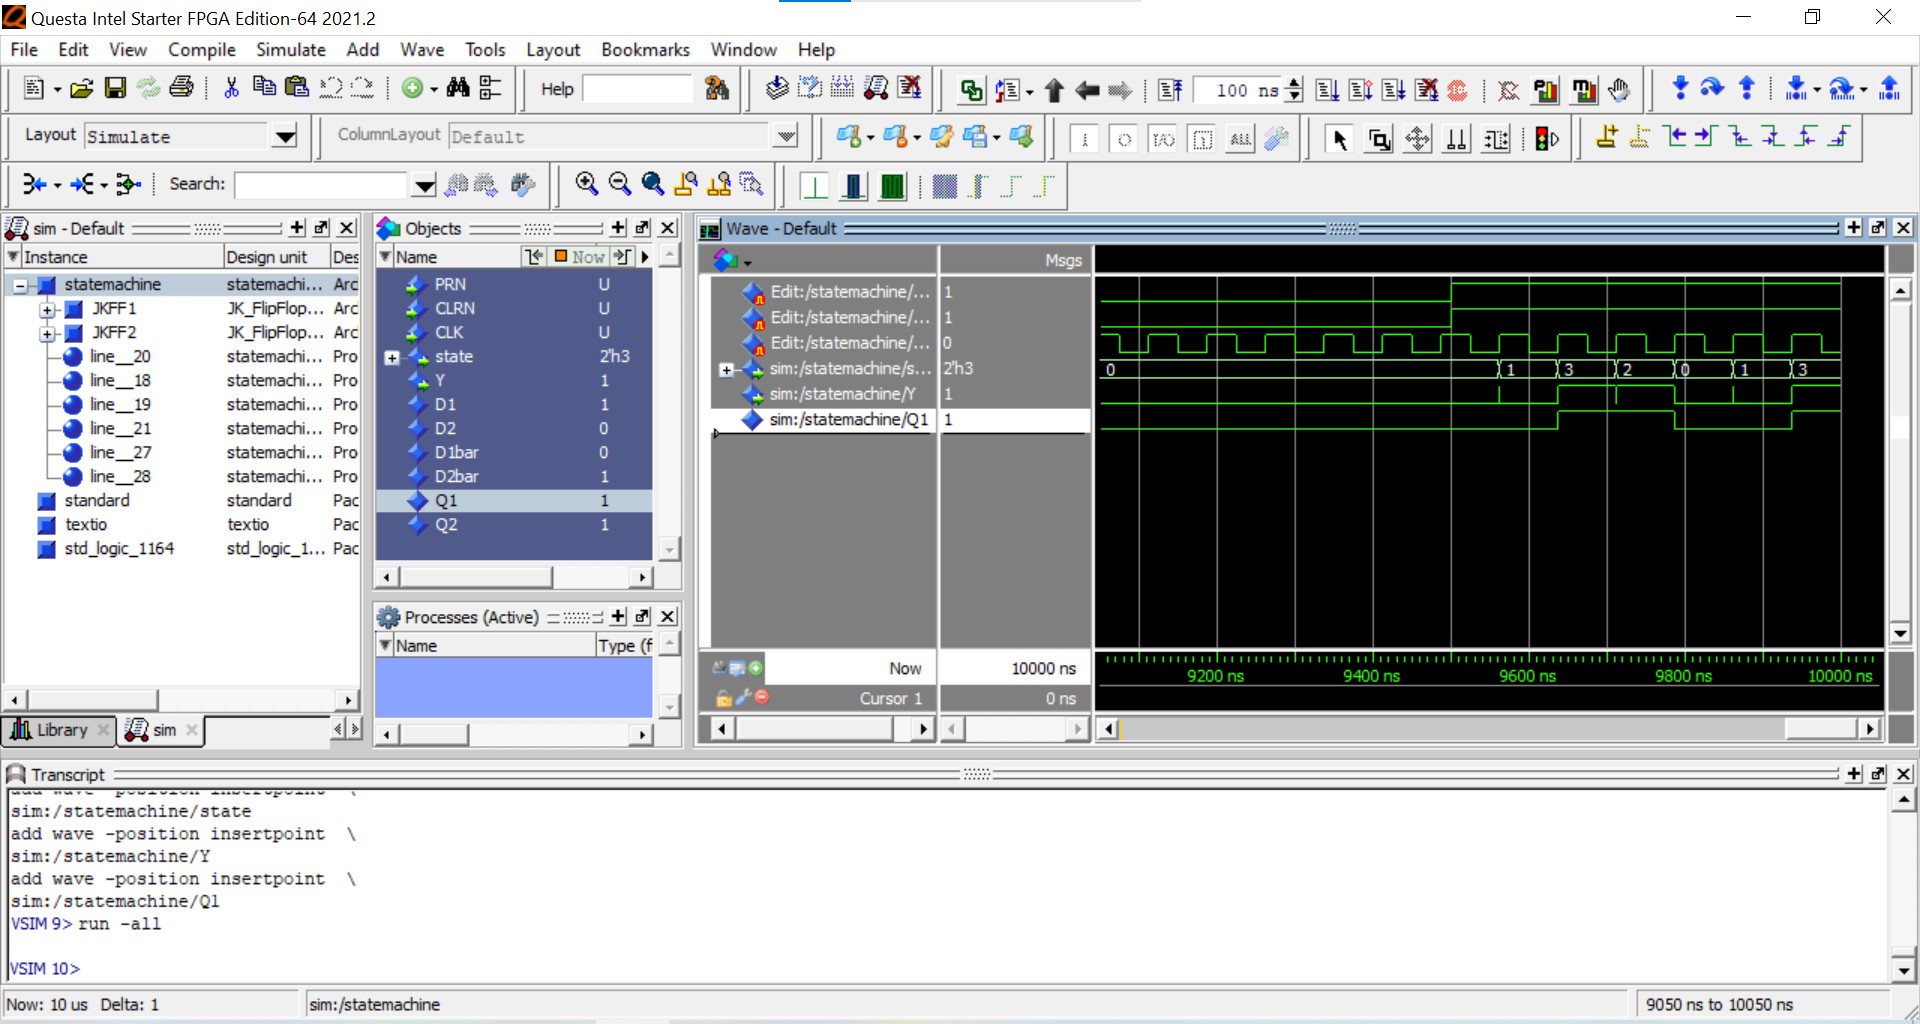 Questa Intel Starter FPGA Edition-64 2021.2
File Edit View Compile Simulate Add Wave Tools Layout Bookmarks Window Help
Help
100 ns
Layout Simulate
ColumnLayout Default
ALL
Search:
sim - Default
Instance Design unit Des
statemachine statemachi... Arc
JKFF1 JK_FlipFlop... Arc
JKFF2 JK_FlipFlop... Arc
line__20 statemachi... Pro
line__18 statemachi... Pro
line__19 statemachi... Pro
line__21 statemachi... Pro
line__27 statemachi... Pro
line__28 statemachi... Pro
standard standard Pac
textio textio Pac
std_logic_1164 std_logic_1... Pac
Library sim
Objects
Name Now
PRN U
CLRN U
CLK U
state 2'h3
Y 1
D1 1
D2 0
D1bar 0
D2bar 1
Q1 1
Q2 1
Processes (Active)
Name Type (f
Wave - Default
Msgs
Edit:/statemachine/... 1
Edit:/statemachine/... 1
Edit:/statemachine/... 0
sim:/statemachine/s... 2'h3 0 1 3 2 0 1 3
sim:/statemachine/Y 1
sim:/statemachine/Q1 1
Now 10000 ns
Cursor 1 0 ns
9200 ns 9400 ns 9600 ns 9800 ns 10000 ns
Transcript
sim:/statemachine/state
add wave -position insertpoint \
sim:/statemachine/Y
add wave -position insertpoint \
sim:/statemachine/Q1
VSIM 9> run -all
VSIM 10>
Now: 10 us Delta: 1 sim:/statemachine 9050 ns to 10050 ns